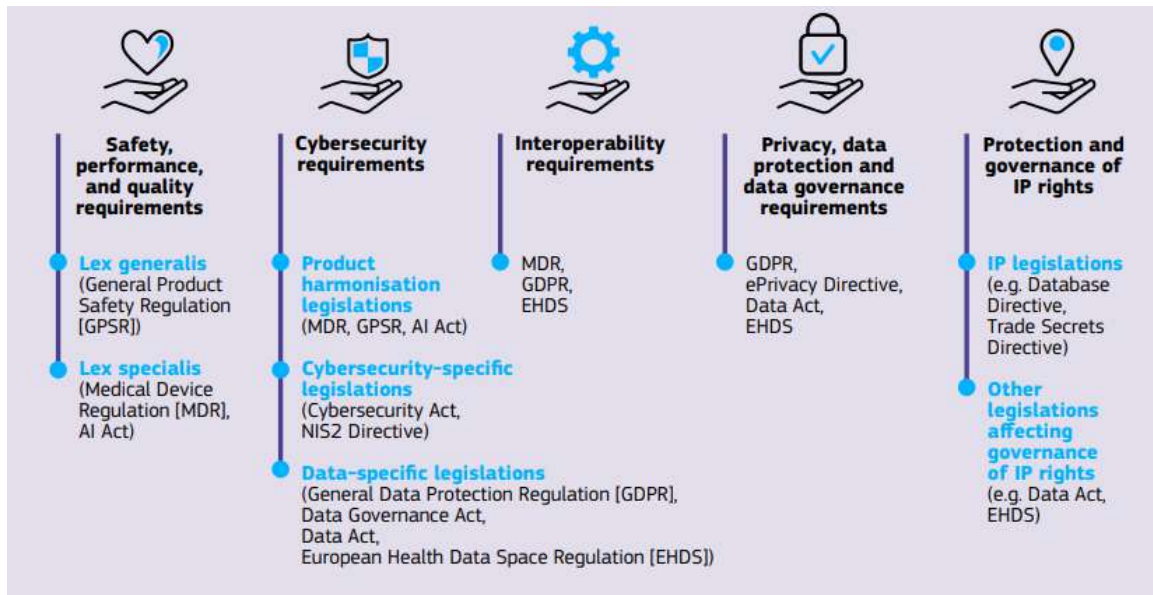 Safety,
performance,
and quality
requirements
Lex generalis
(General Product
Safety Regulation
[GPSR])
Lex specialis
(Medical Device
Regulation [MDR],
AI Act)
Cybersecurity
requirements
Product
harmonisation
legislations
(MDR, GPSR, AI Act)
Cybersecurity-specific
legislations
(Cybersecurity Act,
NIS2 Directive)
Data-specific legislations
(General Data Protection Regulation [GDPR],
Data Governance Act,
Data Act,
European Health Data Space Regulation [EHDS])
Interoperability
requirements
MDR,
GDPR,
EHDS
Privacy, data
protection and
data governance
requirements
GDPR,
ePrivacy Directive,
Data Act,
EHDS
Protection and
governance of
IP rights
IP legislations
(e.g. Database
Directive,
Trade Secrets
Directive)
Other
legislations
affecting
governance
of IP rights
(e.g. Data Act,
EHDS)